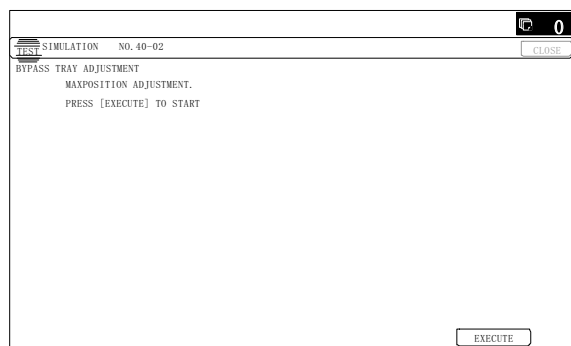 0
TEST SIMULATION NO. 40-02 CLOSE
BYPASS TRAY ADJUSTMENT
MAXPOSITION ADJUSTMENT.
PRESS [EXECUTE] TO START
EXECUTE